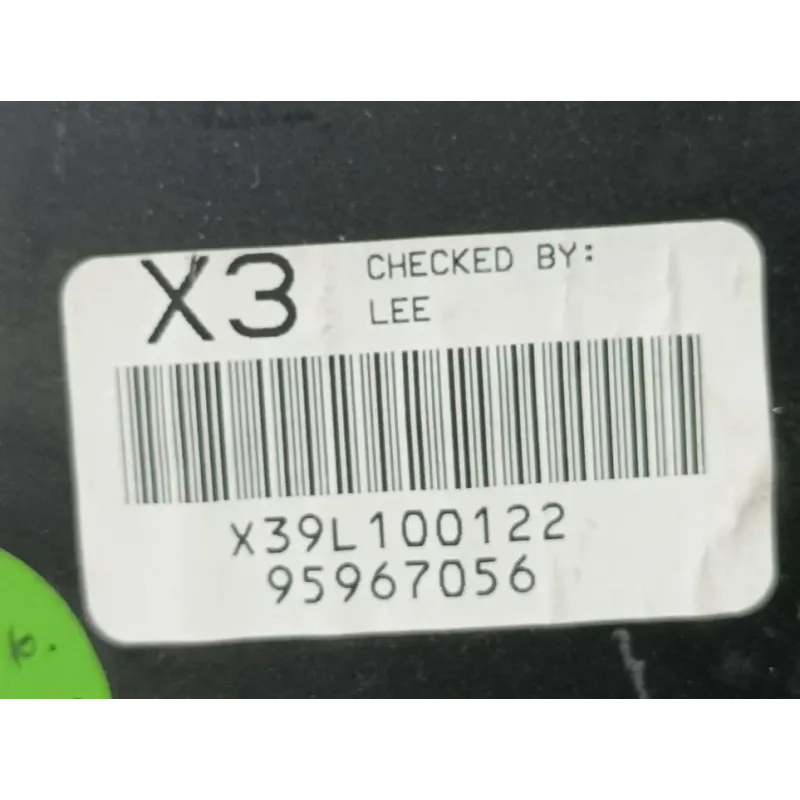 X3
CHECKED BY:
LEE
X39L100122
95967056